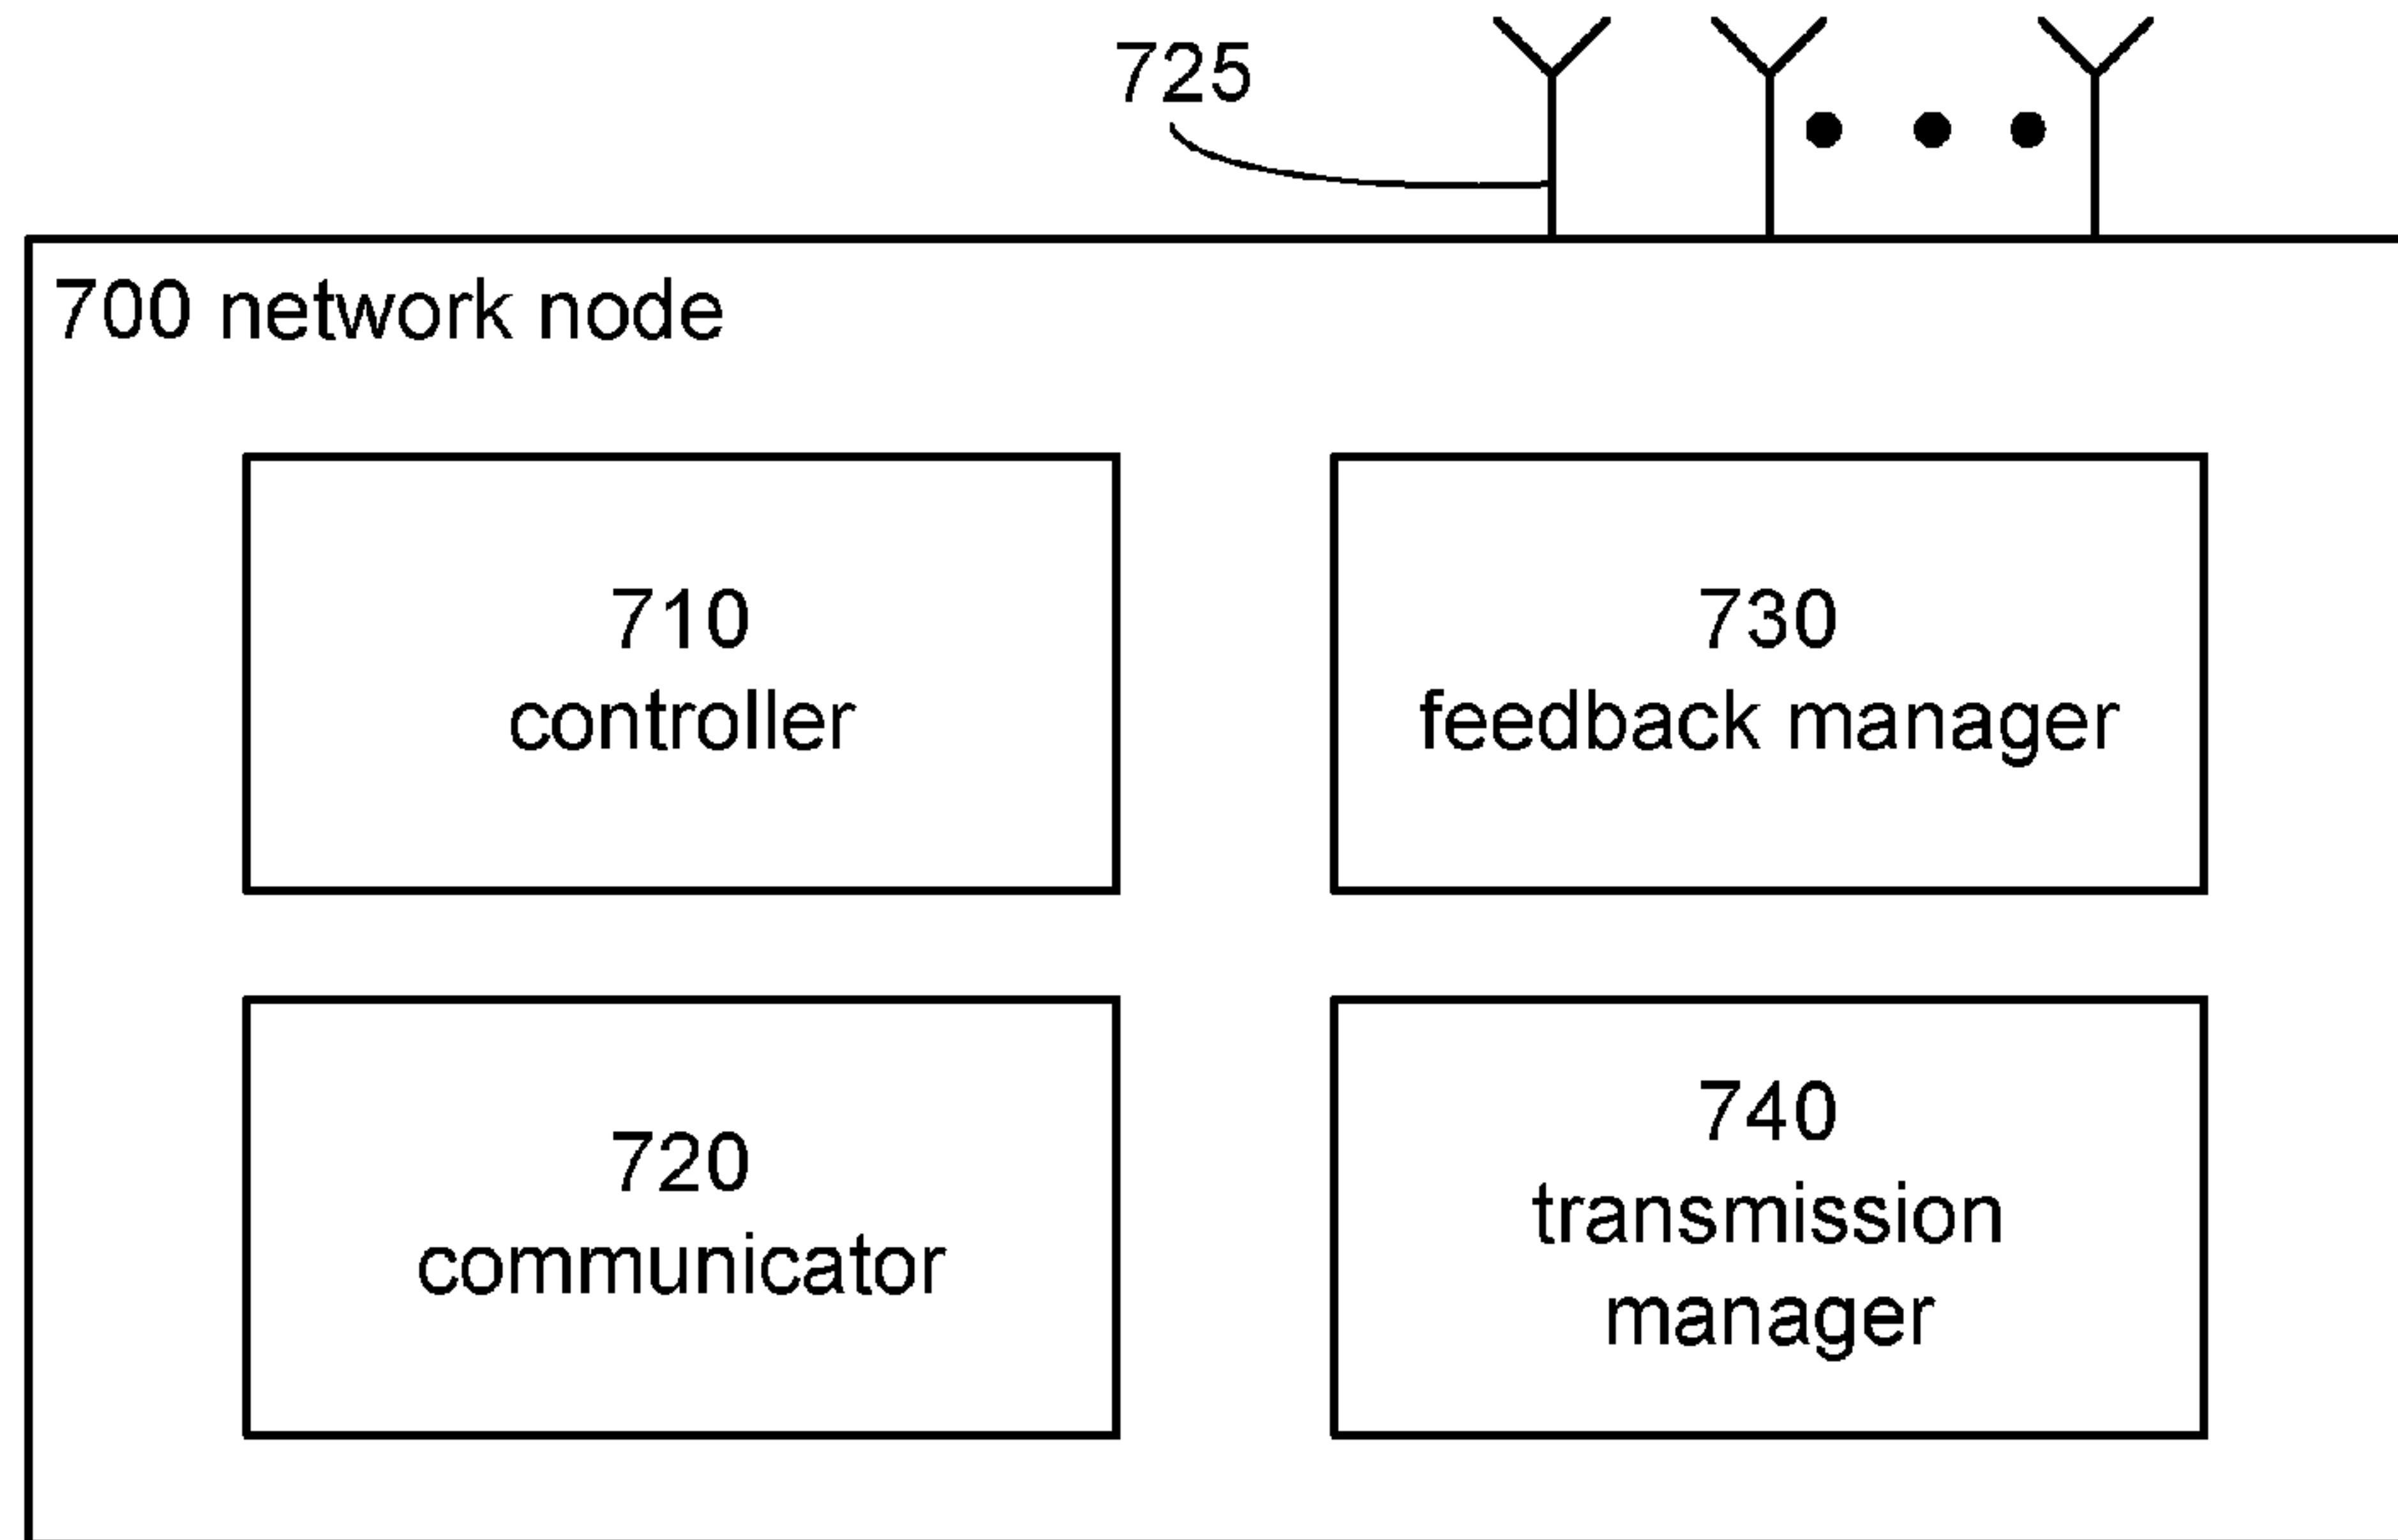 725
700 network node
710
controller
730
feedback manager
720
communicator
740
transmission
manager